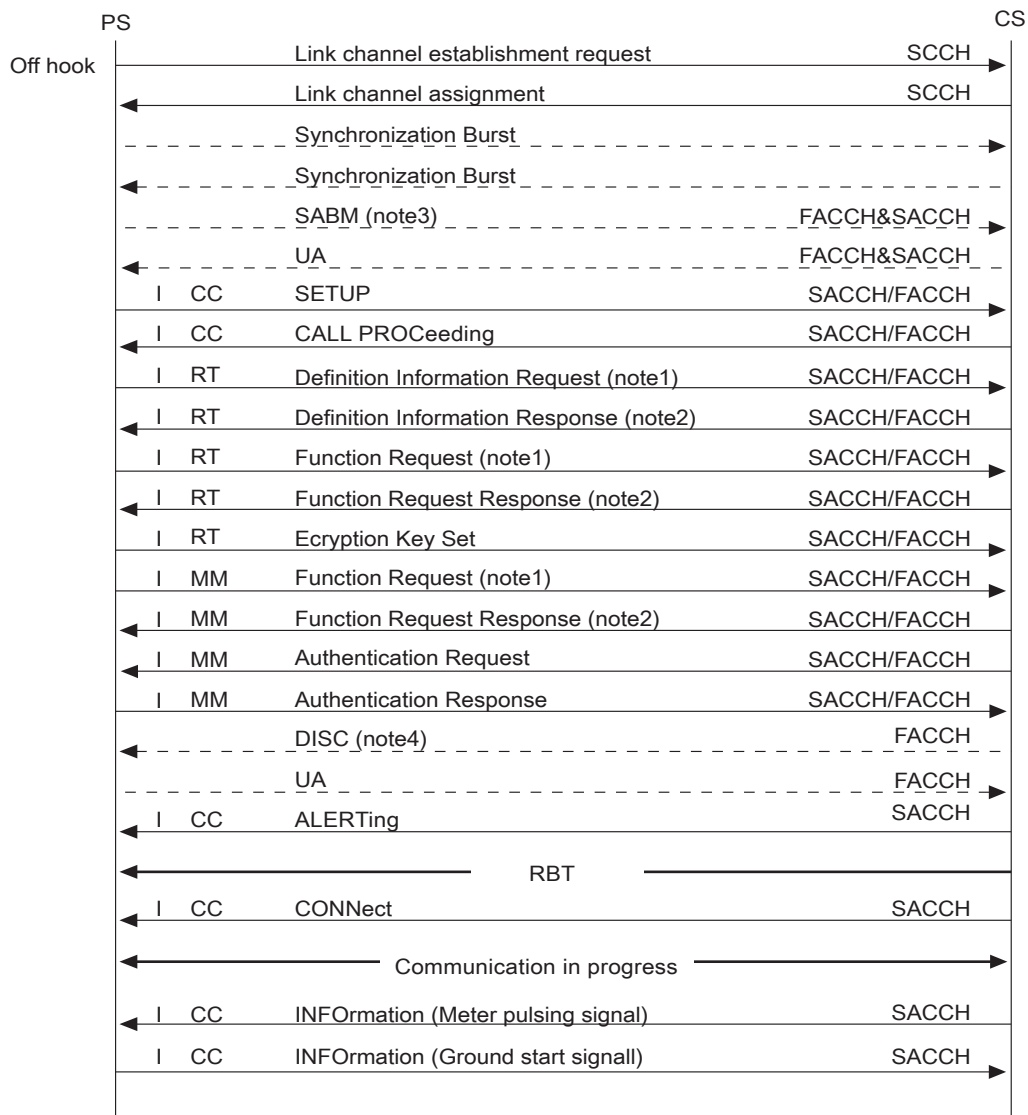 PS CS
Off hook Link channel establishment request SCCH
Link channel assignment SCCH
Synchronization Burst
Synchronization Burst
SABM (note3) FACCH&SACCH
UA FACCH&SACCH
I CC SETUP SACCH/FACCH
I CC CALL PROCeeding SACCH/FACCH
I RT Definition Information Request (note1) SACCH/FACCH
I RT Definition Information Response (note2) SACCH/FACCH
I RT Function Request (note1) SACCH/FACCH
I RT Function Request Response (note2) SACCH/FACCH
I RT Ecryption Key Set SACCH/FACCH
I MM Function Request (note1) SACCH/FACCH
I MM Function Request Response (note2) SACCH/FACCH
I MM Authentication Request SACCH/FACCH
I MM Authentication Response SACCH/FACCH
DISC (note4) FACCH
UA FACCH
I CC ALERTing SACCH
RBT
I CC CONNect SACCH
Communication in progress
I CC INFOrmation (Meter pulsing signal) SACCH
I CC INFOrmation (Ground start signall) SACCH